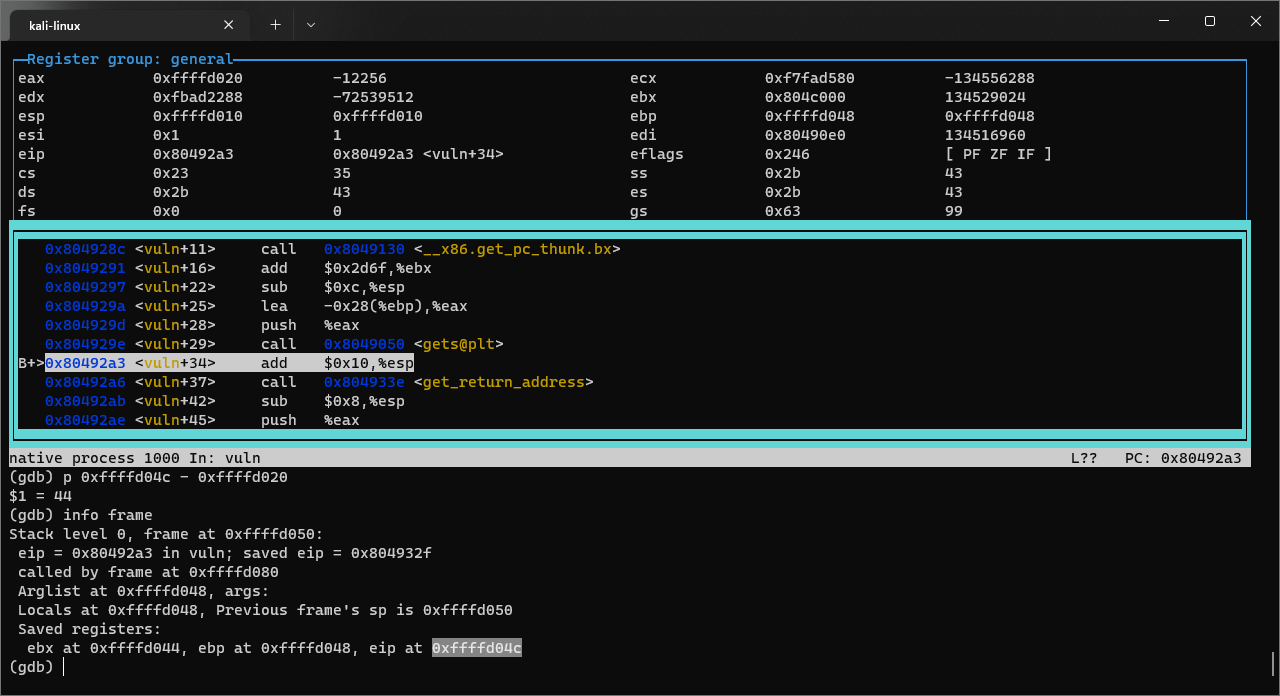 kali-linux
Register group: general
eax 0xffffd020 -12256 ecx 0xf7fad580 -134556288
edx 0xfbad2288 -72539512 ebx 0x804c000 134529024
esp 0xffffd010 0xffffd010 ebp 0xffffd048 0xffffd048
esi 0x1 1 edi 0x80490e0 134516960
eip 0x80492a3 0x80492a3 <vuln+34> eflags 0x246 [ PF ZF IF ]
cs 0x23 35 ss 0x2b 43
ds 0x2b 43 es 0x2b 43
fs 0x0 0 gs 0x63 99
0x804928c <vuln+11> call 0x8049130 <__x86.get_pc_thunk.bx>
0x8049291 <vuln+16> add $0x2d6f,%ebx
0x8049297 <vuln+22> sub $0xc,%esp
0x804929a <vuln+25> lea -0x28(%ebp),%eax
0x804929d <vuln+28> push %eax
0x804929e <vuln+29> call 0x8049050 <gets@plt>
B+>0x80492a3 <vuln+34> add $0x10,%esp
0x80492a6 <vuln+37> call 0x804933e <get_return_address>
0x80492ab <vuln+42> sub $0x8,%esp
0x80492ae <vuln+45> push %eax
native process 1000 In: vuln L?? PC: 0x80492a3
(gdb) p 0xffffd04c - 0xffffd020
$1 = 44
(gdb) info frame
Stack level 0, frame at 0xffffd050:
eip = 0x80492a3 in vuln; saved eip = 0x804932f
called by frame at 0xffffd080
Arglist at 0xffffd048, args:
Locals at 0xffffd048, Previous frame's sp is 0xffffd050
Saved registers:
ebx at 0xffffd044, ebp at 0xffffd048, eip at 0xffffd04c
(gdb)